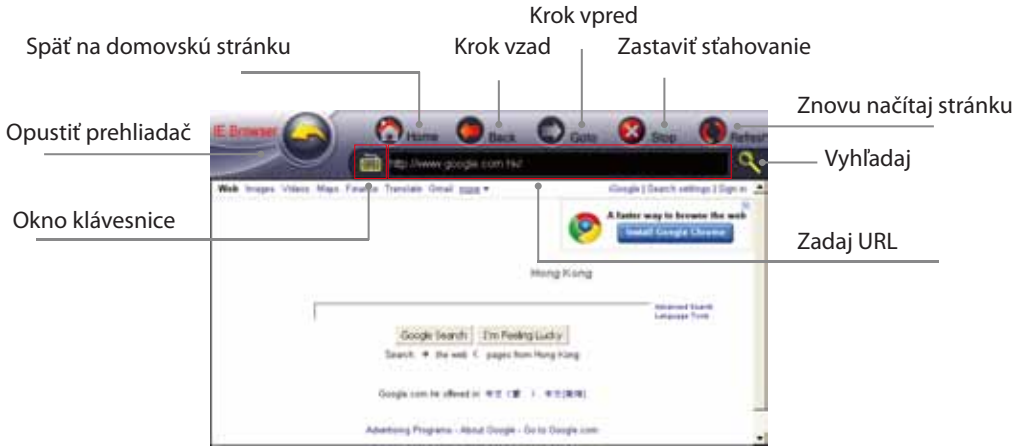 Krok vpred
Späť na domovskú stránku
Krok vzad
Zastaviť sťahovanie
Znovu načítaj stránku
Opustiť prehliadač
IE Browser
Home
Back
Goto
Stop
Refresh
http://www.google.com.hk/
Vyhľadaj
Web Images Videos Maps Finance Translate Gmail more ▼
iGoogle | Search settings | Sign in
Okno klávesnice
A faster way to browse the web
Install Google Chrome
Zadaj URL
Hong Kong
Advanced Search
Language Tools
Google Search
I'm Feeling Lucky
Search: the web pages from Hong Kong
Google.com.hk offered in: 中文
Advertising Programs - About Google - Go to Google.com